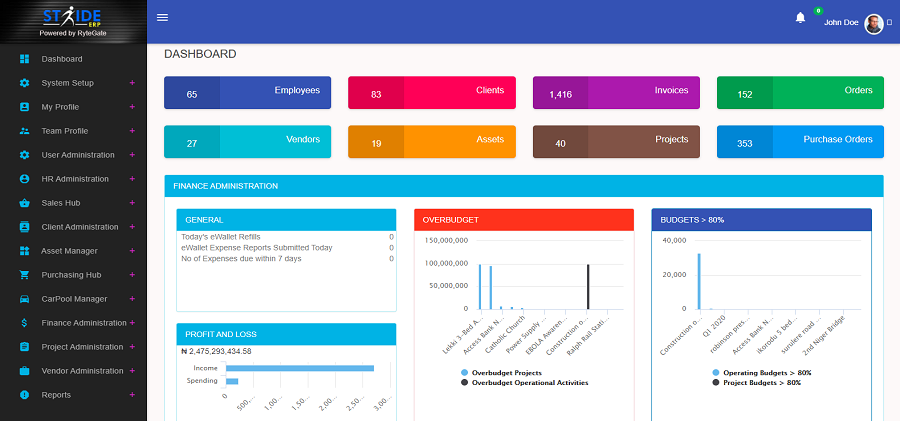 STRIDE
ERP
Powered by RyteGate
6
John Doe
Dashboard
System Setup +
My Profile +
Team Profile +
User Administration +
HR Administration +
Sales Hub +
Client Administration +
Asset Manager +
Purchasing Hub +
CarPool Manager +
Finance Administration +
Project Administration +
Vendor Administration +
Reports +
DASHBOARD
65 Employees
83 Clients
1,416 Invoices
152 Orders
27 Vendors
19 Assets
40 Projects
353 Purchase Orders
FINANCE ADMINISTRATION
GENERAL
Today's eWallet Refills 0
eWallet Expense Reports Submitted Today 0
No of Expenses due within 7 days 0
PROFIT AND LOSS
₦ 2,475,293,434.58
Income
Spending
0
500,...
1,00...
1,50...
2,00...
2,50...
3,00...
OVERBUDGET
150,000,000
100,000,000
50,000,000
0
Lekki 3-Bed A...
Access Bank N...
Catholic Church
Power Supply ...
EBOLA Awaren...
Construction o...
Ralph Rail Stati...
Overbudget Projects
Overbudget Operational Activities
BUDGETS > 80%
40,000
20,000
0
Construction o...
Q1 2020
robinson pres...
Access Bank N...
ikorodu 5 bed...
surulere road ...
2nd Niger Bridge
Operating Budgets > 80%
Project Budgets > 80%